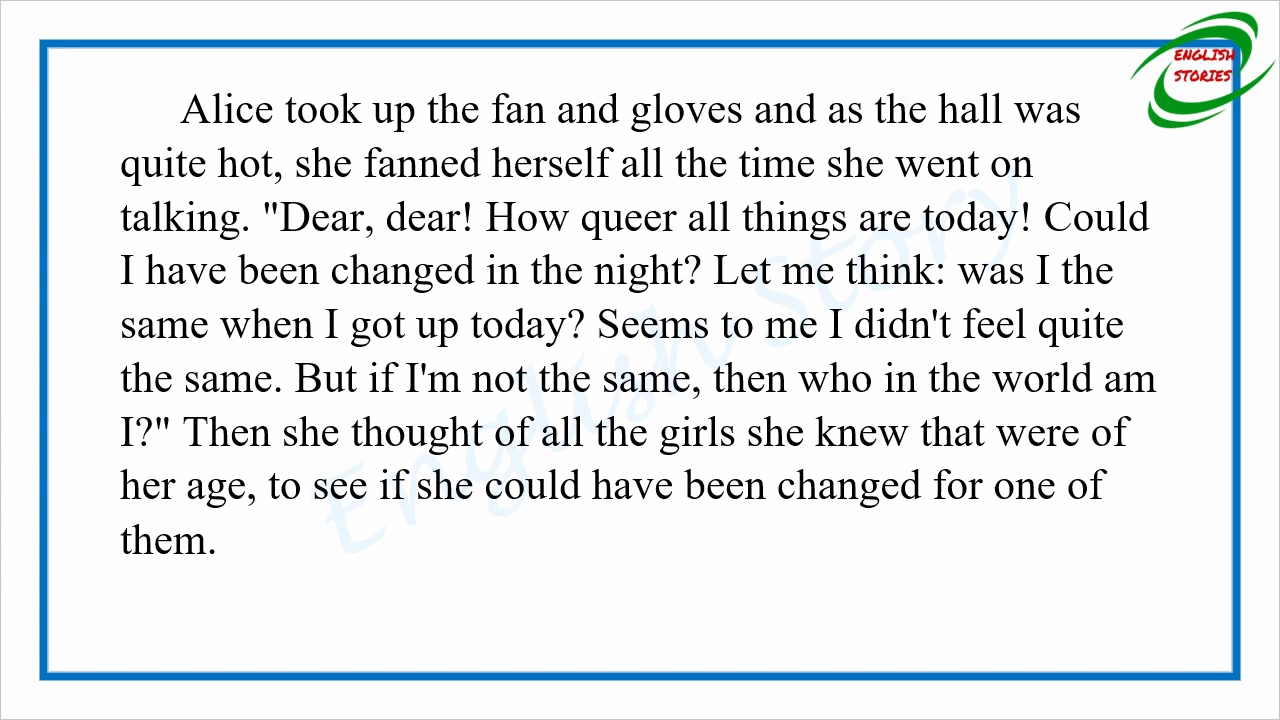 ENGLISH
STORIES
Alice took up the fan and gloves and as the hall was
quite hot, she fanned herself all the time she went on
talking. "Dear, dear! How queer all things are today! Could
I have been changed in the night? Let me think: was I the
same when I got up today? Seems to me I didn't feel quite
the same. But if I'm not the same, then who in the world am
I?" Then she thought of all the girls she knew that were of
her age, to see if she could have been changed for one of
them.
English Story